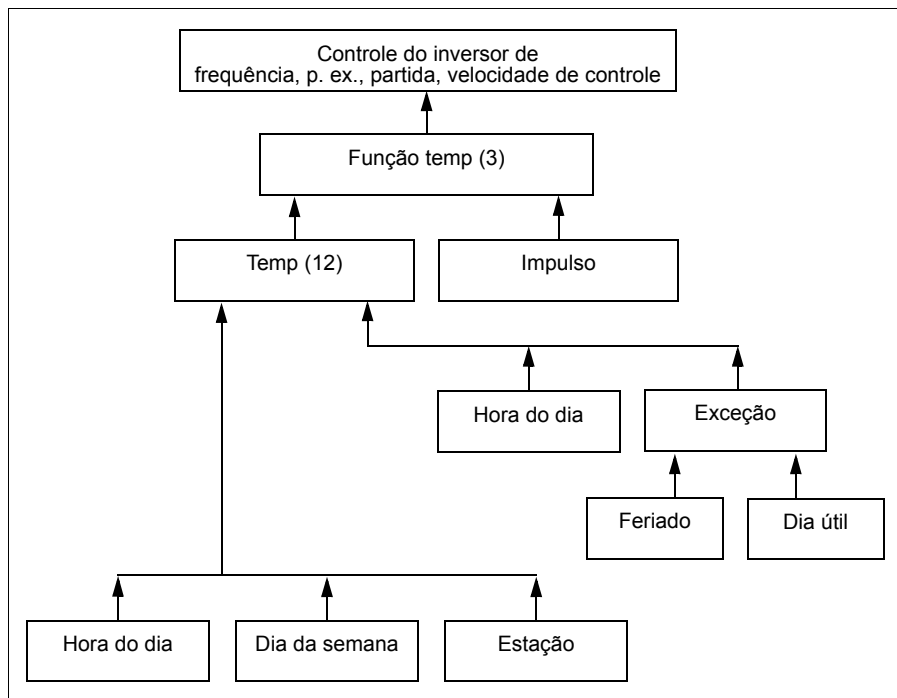 Controle do inversor de
frequência, p. ex., partida, velocidade de controle
Função temp (3)
Temp (12)
Impulso
Hora do dia
Exceção
Feriado
Dia útil
Hora do dia
Dia da semana
Estação